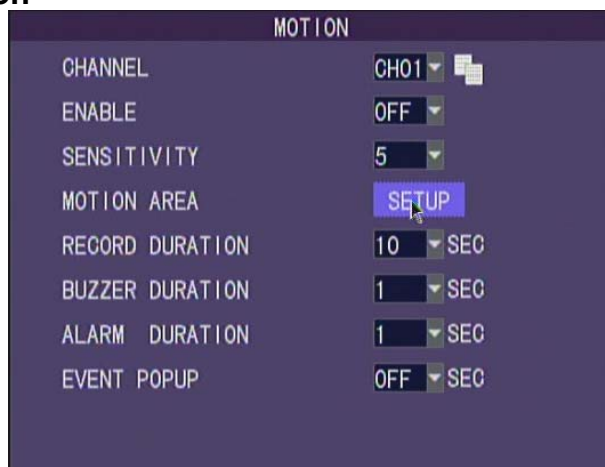 MOTION
CHANNEL CH01
ENABLE OFF
SENSITIVITY 5
MOTION AREA SETUP
RECORD DURATION 10 SEC
BUZZER DURATION 1 SEC
ALARM DURATION 1 SEC
EVENT POPUP OFF SEC